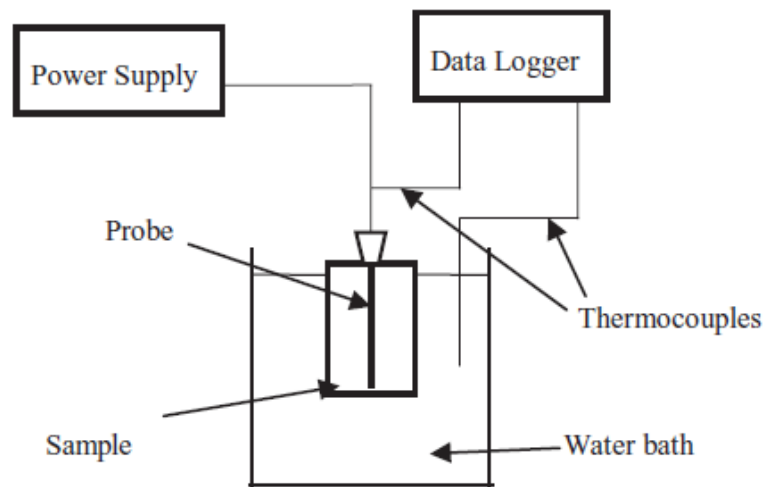 Power Supply
Data Logger
Probe
Thermocouples
Sample
Water bath